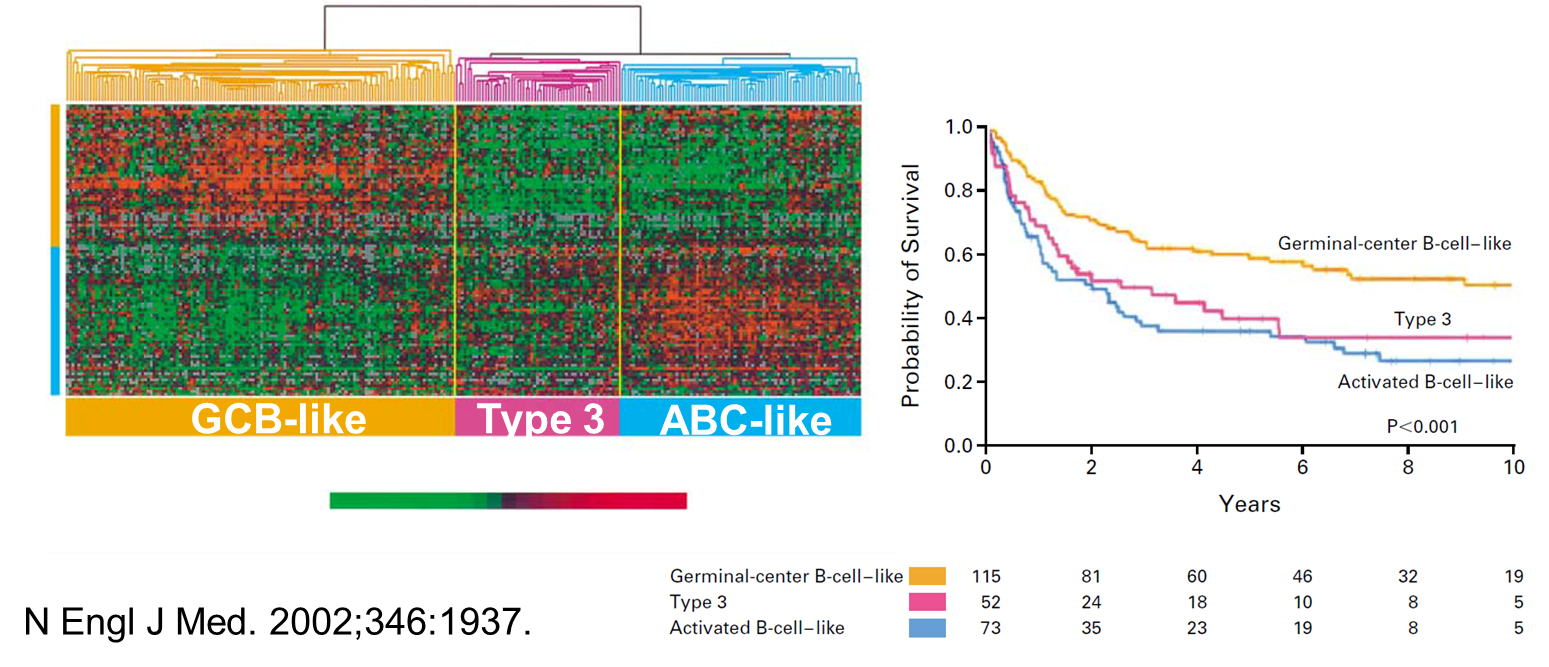 GCB-like
Type 3
ABC-like
Probability of Survival
1.0
0.8
0.6
0.4
0.2
0.0
Germinal-center B-cell–like
Type 3
Activated B-cell–like
P<0.001
0 2 4 6 8 10
Years
Germinal-center B-cell–like 115 81 60 46 32 19
Type 3 52 24 18 10 8 5
Activated B-cell–like 73 35 23 19 8 5
N Engl J Med. 2002;346:1937.